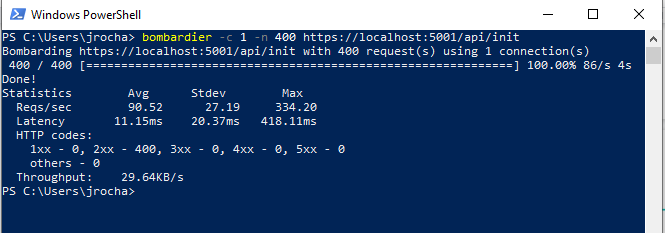 Windows PowerShell
PS C:\Users\jrocha> bombardier -c 1 -n 400 https://localhost:5001/api/init
Bombarding https://localhost:5001/api/init with 400 request(s) using 1 connection(s)
 400 / 400 [=============================================================] 100.00% 86/s 4s
Done!
Statistics        Avg      Stdev        Max
  Reqs/sec        90.52      27.19     334.20
  Latency       11.15ms    20.37ms   418.11ms
  HTTP codes:
    1xx - 0, 2xx - 400, 3xx - 0, 4xx - 0, 5xx - 0
    others - 0
  Throughput:    29.64KB/s
PS C:\Users\jrocha>